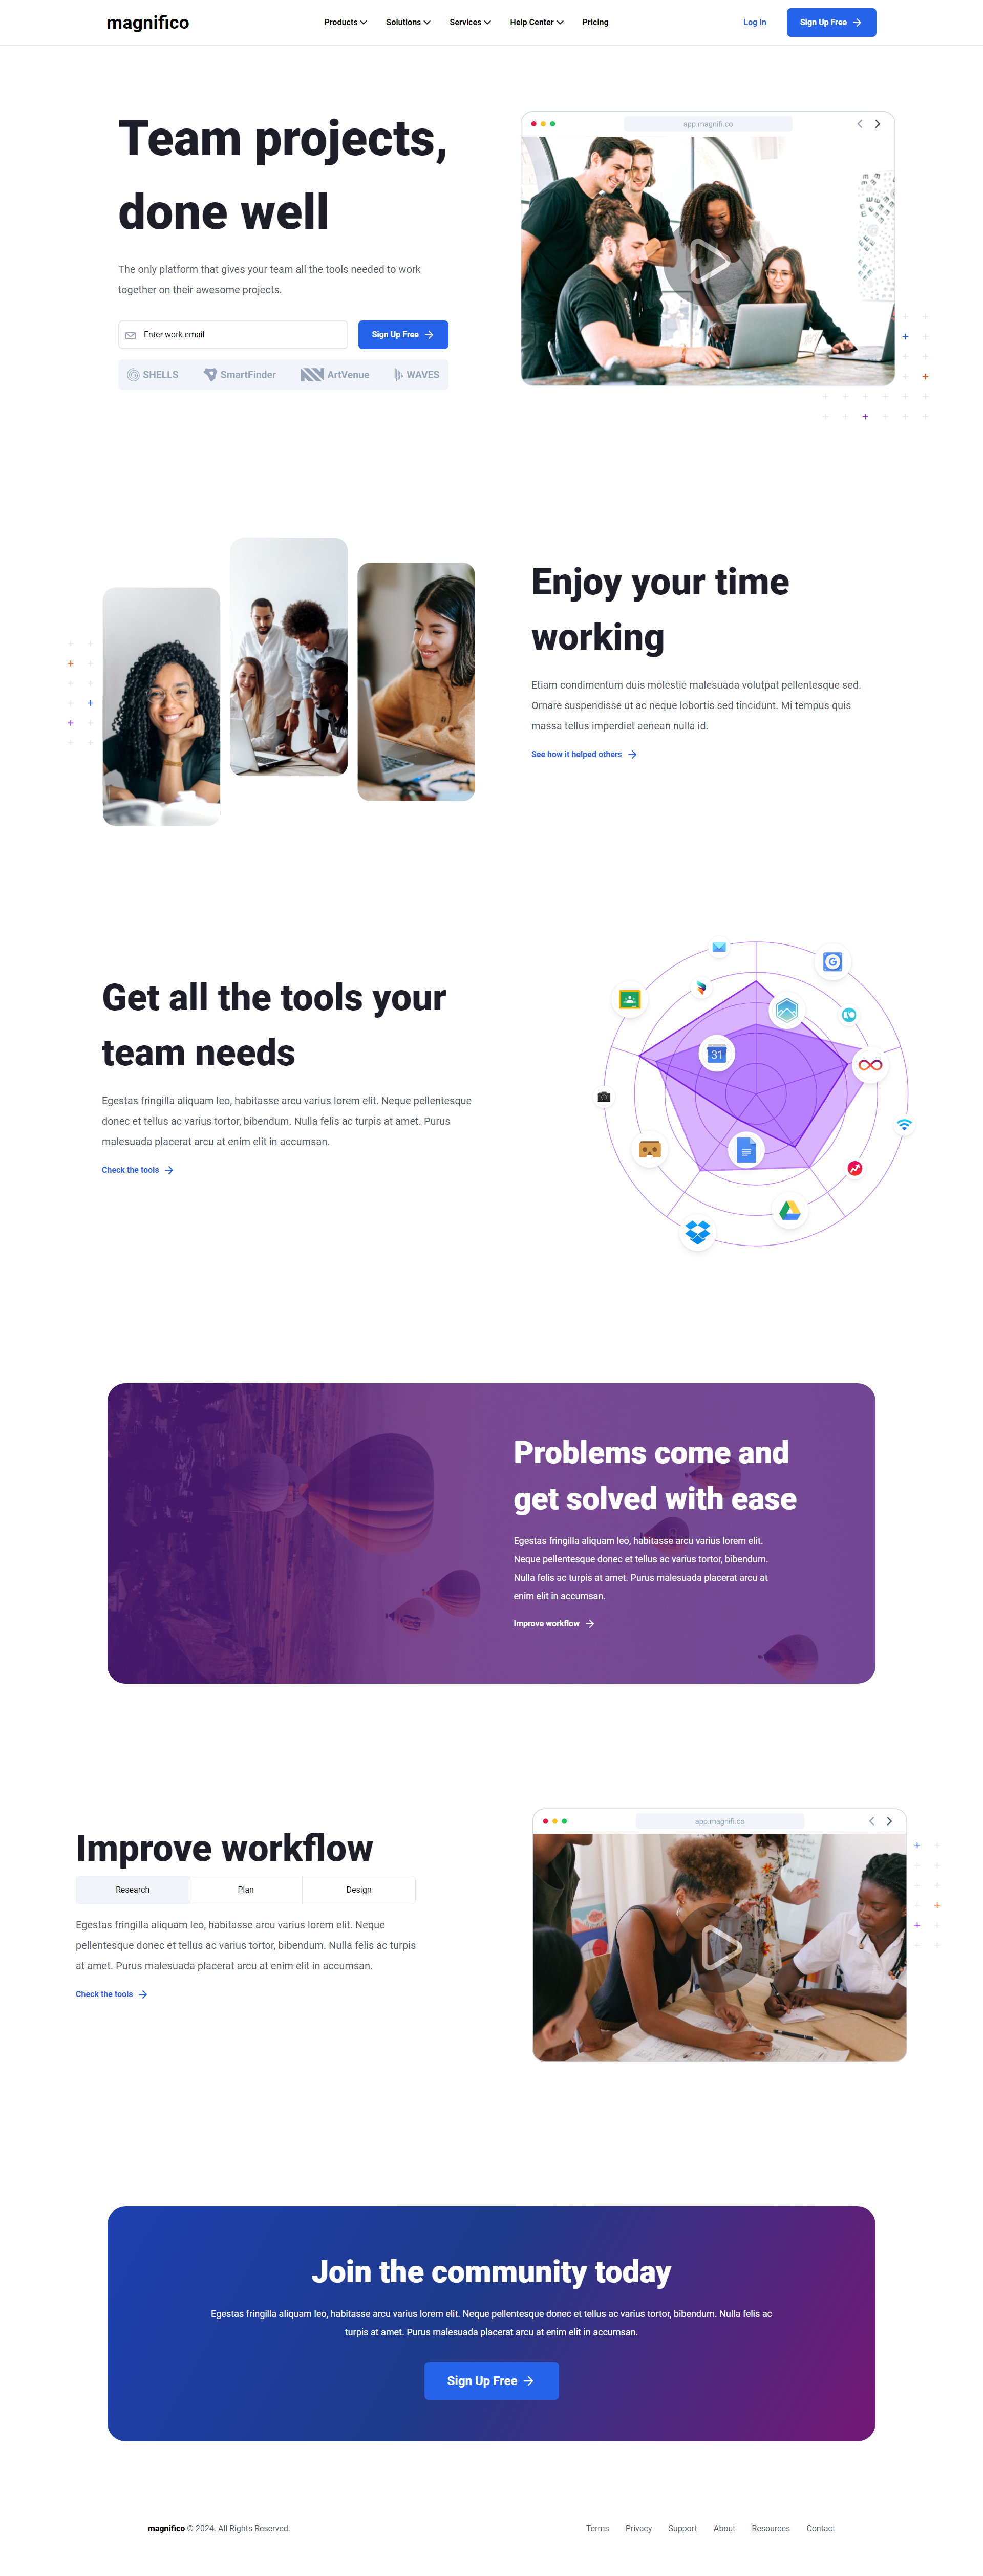 magnifico
Products
Solutions
Services
Help Center
Pricing
Log In
Sign Up Free
Team projects,
done well
The only platform that gives your team all the tools needed to work
together on their awesome projects.
Enter work email
Sign Up Free
SHELLS
SmartFinder
ArtVenue
WAVES
app.magnifi.co
Enjoy your time
working
Etiam condimentum duis molestie malesuada volutpat pellentesque sed.
Ornare suspendisse ut ac neque lobortis sed tincidunt. Mi tempus quis
massa tellus imperdiet aenean nulla id.
See how it helped others
Get all the tools your
team needs
Egestas fringilla aliquam leo, habitasse arcu varius lorem elit. Neque pellentesque
donec et tellus ac varius tortor, bibendum. Nulla felis ac turpis at amet. Purus
malesuada placerat arcu at enim elit in accumsan.
Check the tools
G
31
Problems come and
get solved with ease
Egestas fringilla aliquam leo, habitasse arcu varius lorem elit.
Neque pellentesque donec et tellus ac varius tortor, bibendum.
Nulla felis ac turpis at amet. Purus malesuada placerat arcu at
enim elit in accumsan.
Improve workflow
Improve workflow
Research
Plan
Design
Egestas fringilla aliquam leo, habitasse arcu varius lorem elit. Neque
pellentesque donec et tellus ac varius tortor, bibendum. Nulla felis ac turpis
at amet. Purus malesuada placerat arcu at enim elit in accumsan.
Check the tools
app.magnifi.co
Join the community today
Egestas fringilla aliquam leo, habitasse arcu varius lorem elit. Neque pellentesque donec et tellus ac varius tortor, bibendum. Nulla felis ac
turpis at amet. Purus malesuada placerat arcu at enim elit in accumsan.
Sign Up Free
magnifico © 2024. All Rights Reserved.
Terms
Privacy
Support
About
Resources
Contact